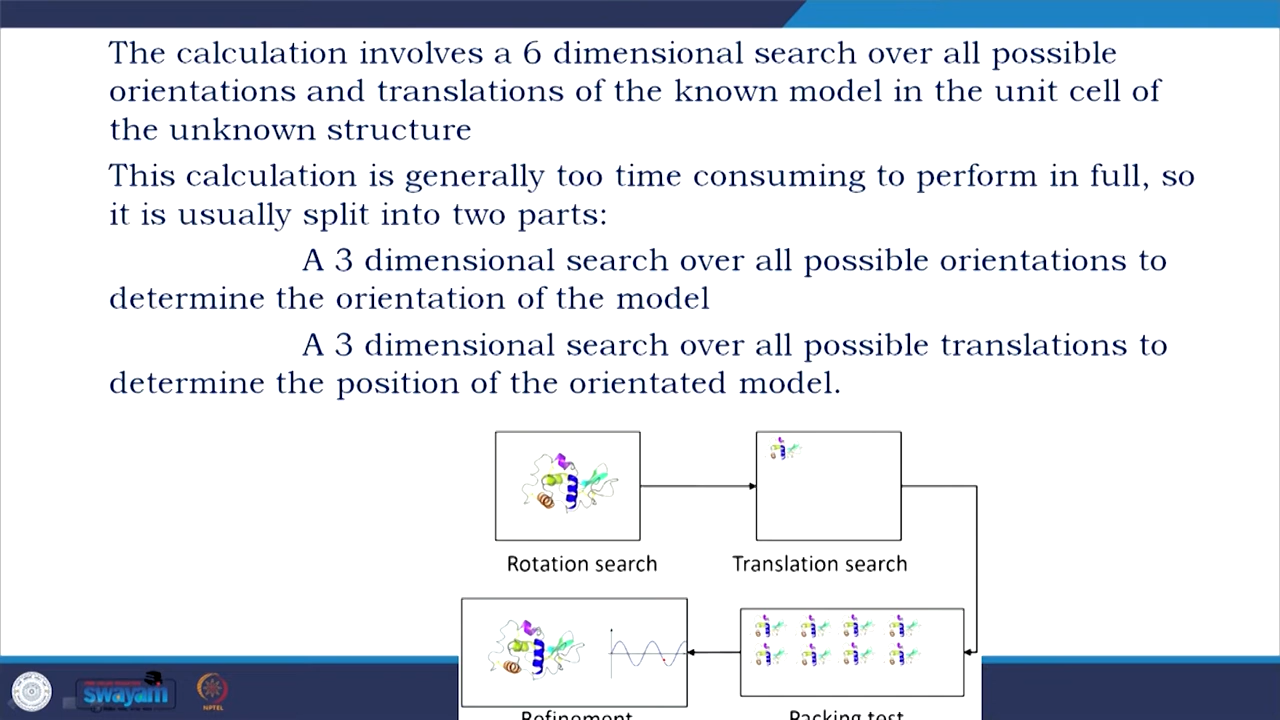 The calculation involves a 6 dimensional search over all possible
orientations and translations of the known model in the unit cell of
the unknown structure
This calculation is generally too time consuming to perform in full, so
it is usually split into two parts:
A 3 dimensional search over all possible orientations to
determine the orientation of the model
A 3 dimensional search over all possible translations to
determine the position of the orientated model.
Rotation search
Translation search
Refinement
Packing test
swayam
NPTEL